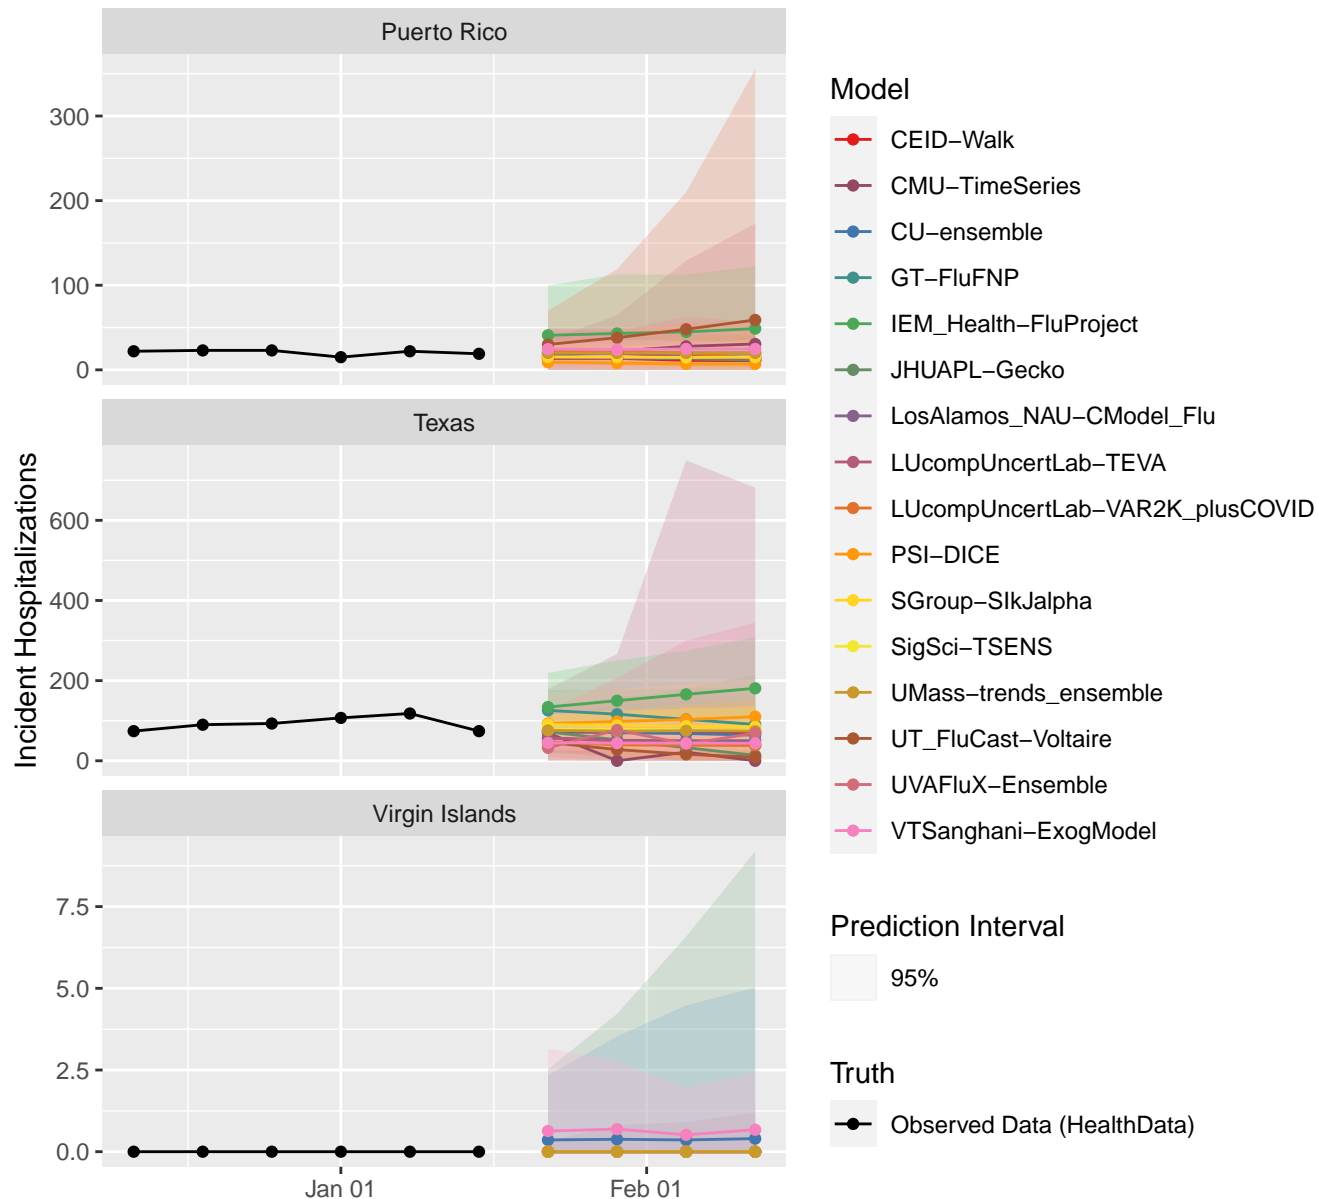 Puerto Rico
300
200
100
0
Texas
600
400
200
0
Virgin Islands
7.5
5.0
2.5
0.0
Jan 01
Feb 01
Incident Hospitalizations
Model
CEID−Walk
CMU−TimeSeries
CU−ensemble
GT−FluFNP
IEM_Health−FluProject
JHUAPL−Gecko
LosAlamos_NAU−CModel_Flu
LUcompUncertLab−TEVA
LUcompUncertLab−VAR2K_plusCOVID
PSI−DICE
SGroup−SIkJalpha
SigSci−TSENS
UMass−trends_ensemble
UT_FluCast−Voltaire
UVAFluX−Ensemble
VTSanghani−ExogModel
Prediction Interval
95%
Truth
Observed Data (HealthData)